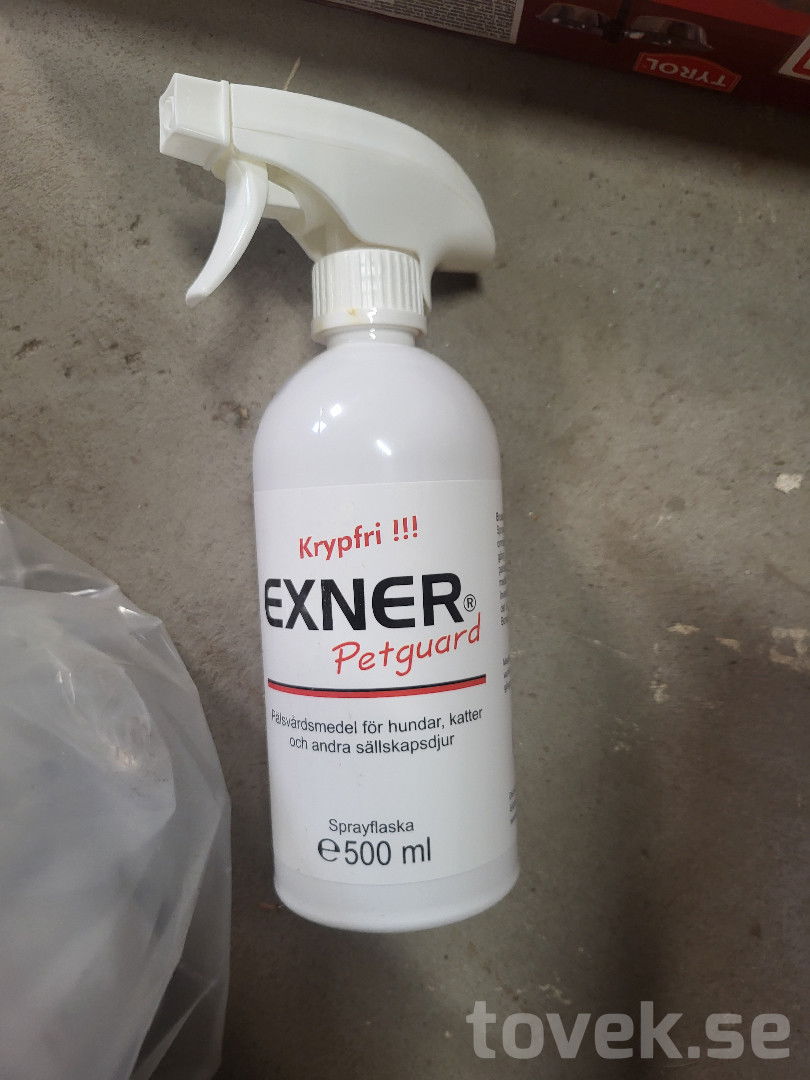 TYROL
Krypfri !!!
EXNER®
Petguard
Pälsvårdsmedel för hundar, katter
och andra sällskapsdjur
Sprayflaska
℮500 ml
tovek.se